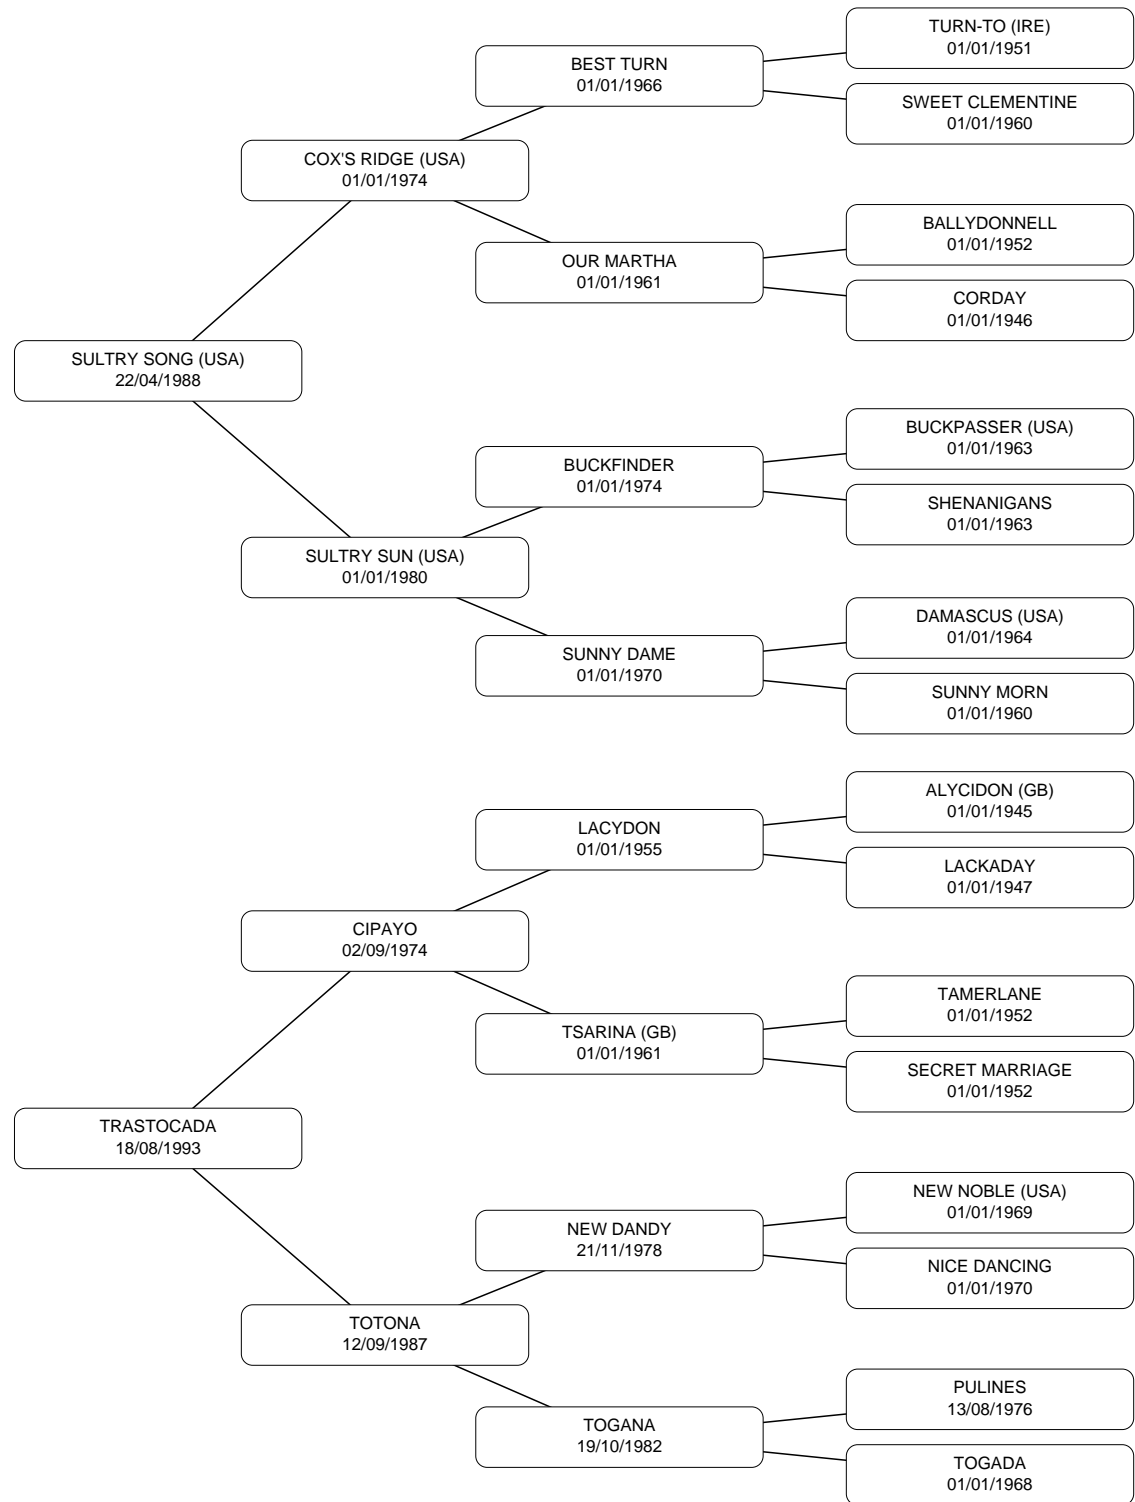 TURN-TO (IRE)
01/01/1951
BEST TURN
01/01/1966
SWEET CLEMENTINE
01/01/1960
COX'S RIDGE (USA)
01/01/1974
BALLYDONNELL
01/01/1952
OUR MARTHA
01/01/1961
CORDAY
01/01/1946
SULTRY SONG (USA)
22/04/1988
BUCKPASSER (USA)
01/01/1963
BUCKFINDER
01/01/1974
SHENANIGANS
01/01/1963
SULTRY SUN (USA)
01/01/1980
DAMASCUS (USA)
01/01/1964
SUNNY DAME
01/01/1970
SUNNY MORN
01/01/1960
ALYCIDON (GB)
01/01/1945
LACYDON
01/01/1955
LACKADAY
01/01/1947
CIPAYO
02/09/1974
TAMERLANE
01/01/1952
TSARINA (GB)
01/01/1961
SECRET MARRIAGE
01/01/1952
TRASTOCADA
18/08/1993
NEW NOBLE (USA)
01/01/1969
NEW DANDY
21/11/1978
NICE DANCING
01/01/1970
TOTONA
12/09/1987
PULINES
13/08/1976
TOGANA
19/10/1982
TOGADA
01/01/1968